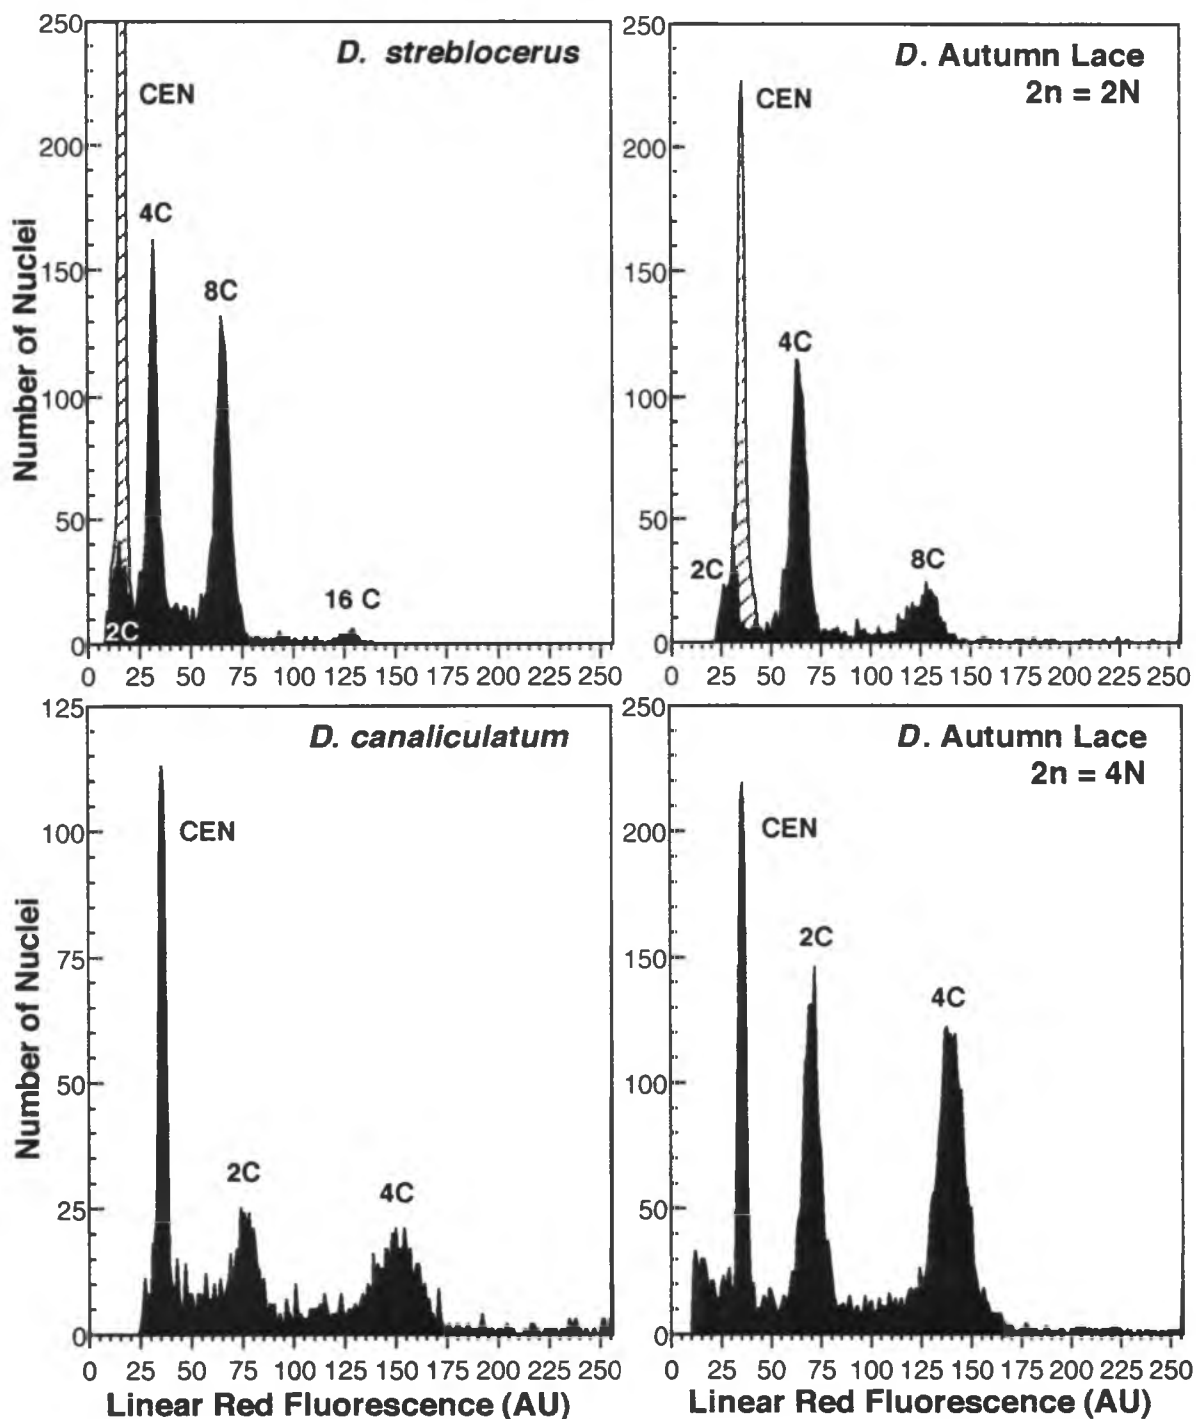 D. streblocerus
CEN
4C
8C
16 C
2C
Number of Nuclei
250
200
150
100
50
0
0 25 50 75 100 125 150 175 200 225 250
D. Autumn Lace
2n = 2N
CEN
4C
2C
8C
250
200
150
100
50
0
0 25 50 75 100 125 150 175 200 225 250
D. canaliculatum
CEN
2C
4C
Number of Nuclei
125
100
75
50
25
0
0 25 50 75 100 125 150 175 200 225 250
Linear Red Fluorescence (AU)
D. Autumn Lace
2n = 4N
CEN
2C
4C
250
200
150
100
50
0
0 25 50 75 100 125 150 175 200 225 250
Linear Red Fluorescence (AU)